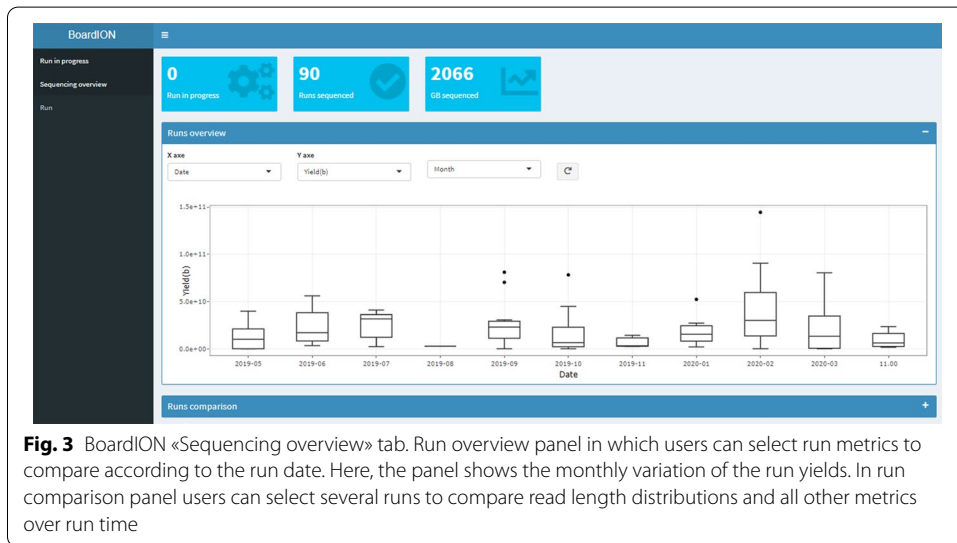 BoardION
Run in progress
Sequencing overview
Run
0
Run in progress
90
Runs sequenced
2066
GB sequenced
Runs overview
X axe
Y axe
Date
Yield(b)
Month
1.5e+11
1.0e+11
5.0e+10
0.0e+00
Yield(b)
2019-05 2019-06 2019-07 2019-08 2019-09 2019-10 2019-11 2020-01 2020-02 2020-03 11.00
Date
Runs comparison
Fig. 3 BoardION «Sequencing overview» tab. Run overview panel in which users can select run metrics to
compare according to the run date. Here, the panel shows the monthly variation of the run yields. In run
comparison panel users can select several runs to compare read length distributions and all other metrics
over run time